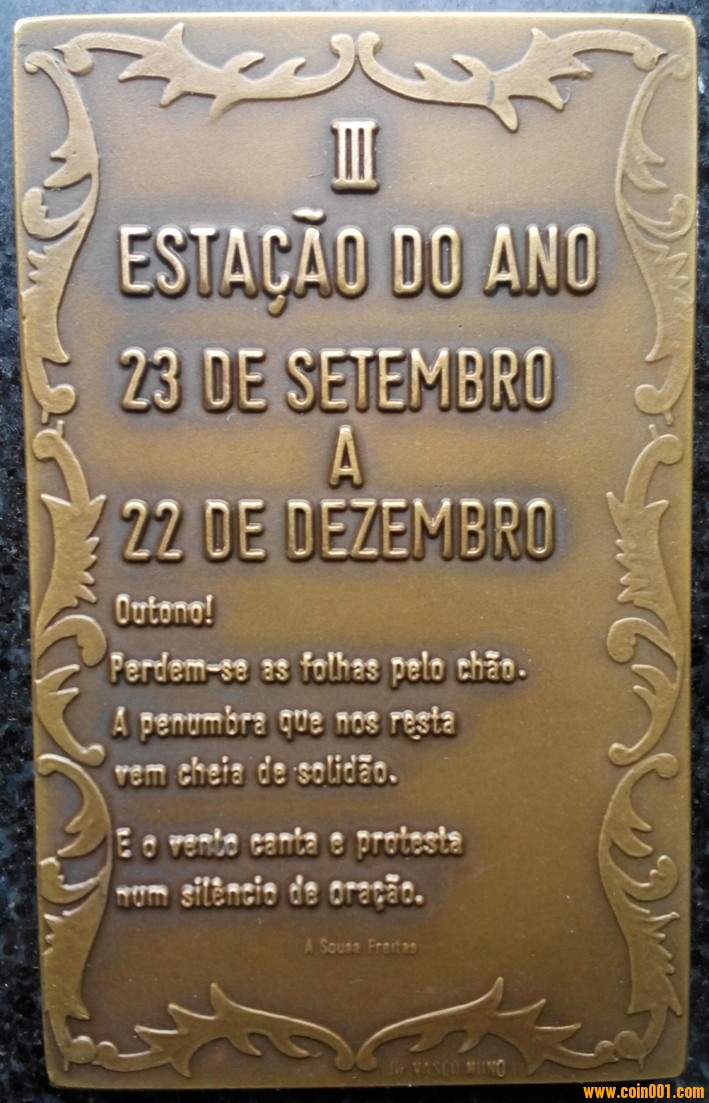 III
ESTAÇÃO DO ANO
23 DE SETEMBRO
A
22 DE DEZEMBRO
Outono!
Perdem-se as folhas pelo chão.
A penumbra que nos resta
vem cheia de solidão.
E o vento canta e protesta
num silêncio de oração.
A Sousa Freitas
VASCO NUNO
www.coin001.com